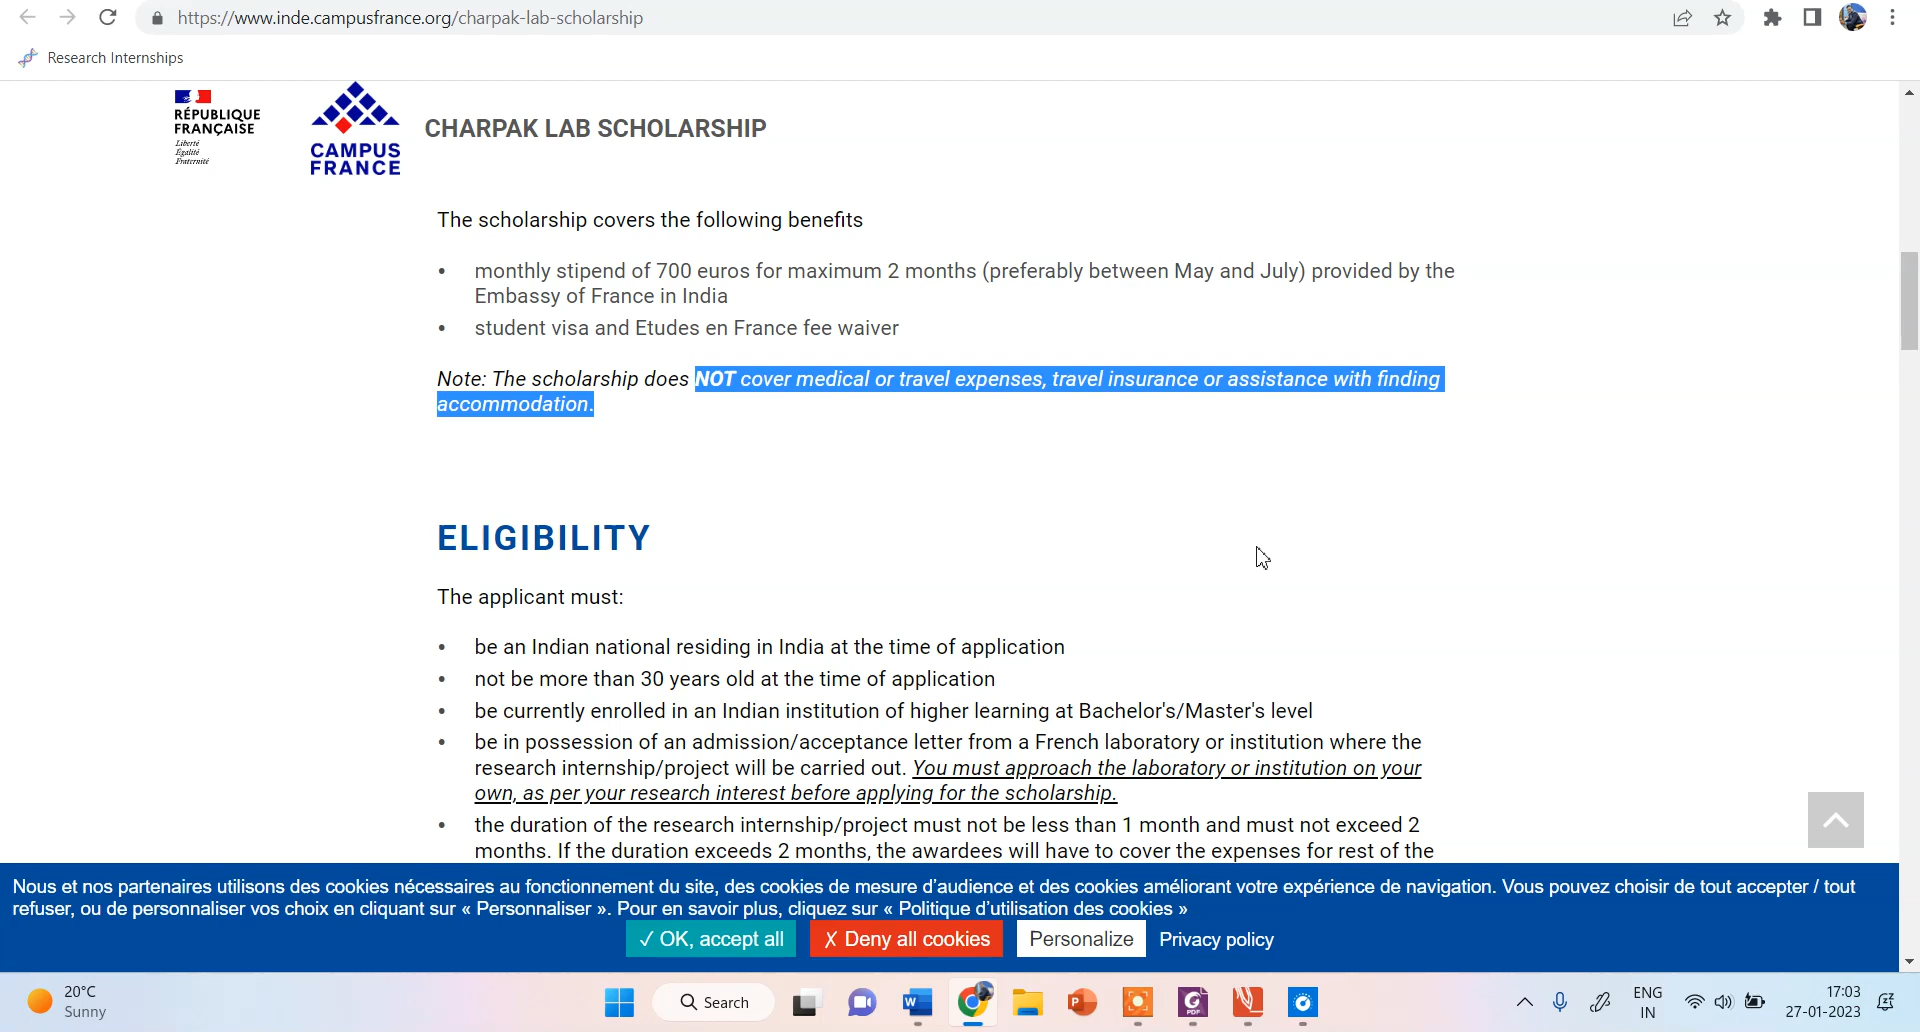 https://www.inde.campusfrance.org/charpak-lab-scholarship
Research Internships
RÉPUBLIQUE
FRANÇAISE
Liberté
Égalité
Fraternité
CAMPUS
FRANCE
CHARPAK LAB SCHOLARSHIP
The scholarship covers the following benefits
• monthly stipend of 700 euros for maximum 2 months (preferably between May and July) provided by the
Embassy of France in India
• student visa and Etudes en France fee waiver
Note: The scholarship does NOT cover medical or travel expenses, travel insurance or assistance with finding
accommodation.
ELIGIBILITY
The applicant must:
• be an Indian national residing in India at the time of application
• not be more than 30 years old at the time of application
• be currently enrolled in an Indian institution of higher learning at Bachelor's/Master's level
• be in possession of an admission/acceptance letter from a French laboratory or institution where the
research internship/project will be carried out. You must approach the laboratory or institution on your
own, as per your research interest before applying for the scholarship.
• the duration of the research internship/project must not be less than 1 month and must not exceed 2
months. If the duration exceeds 2 months, the awardees will have to cover the expenses for rest of the
Nous et nos partenaires utilisons des cookies nécessaires au fonctionnement du site, des cookies de mesure d'audience et des cookies améliorant votre expérience de navigation. Vous pouvez choisir de tout accepter / tout
refuser, ou de personnaliser vos choix en cliquant sur « Personnaliser ». Pour en savoir plus, cliquez sur « Politique d'utilisation des cookies »
✓ OK, accept all
✗ Deny all cookies
Personalize
Privacy policy
20°C
Sunny
Search
ENG
IN
17:03
27-01-2023